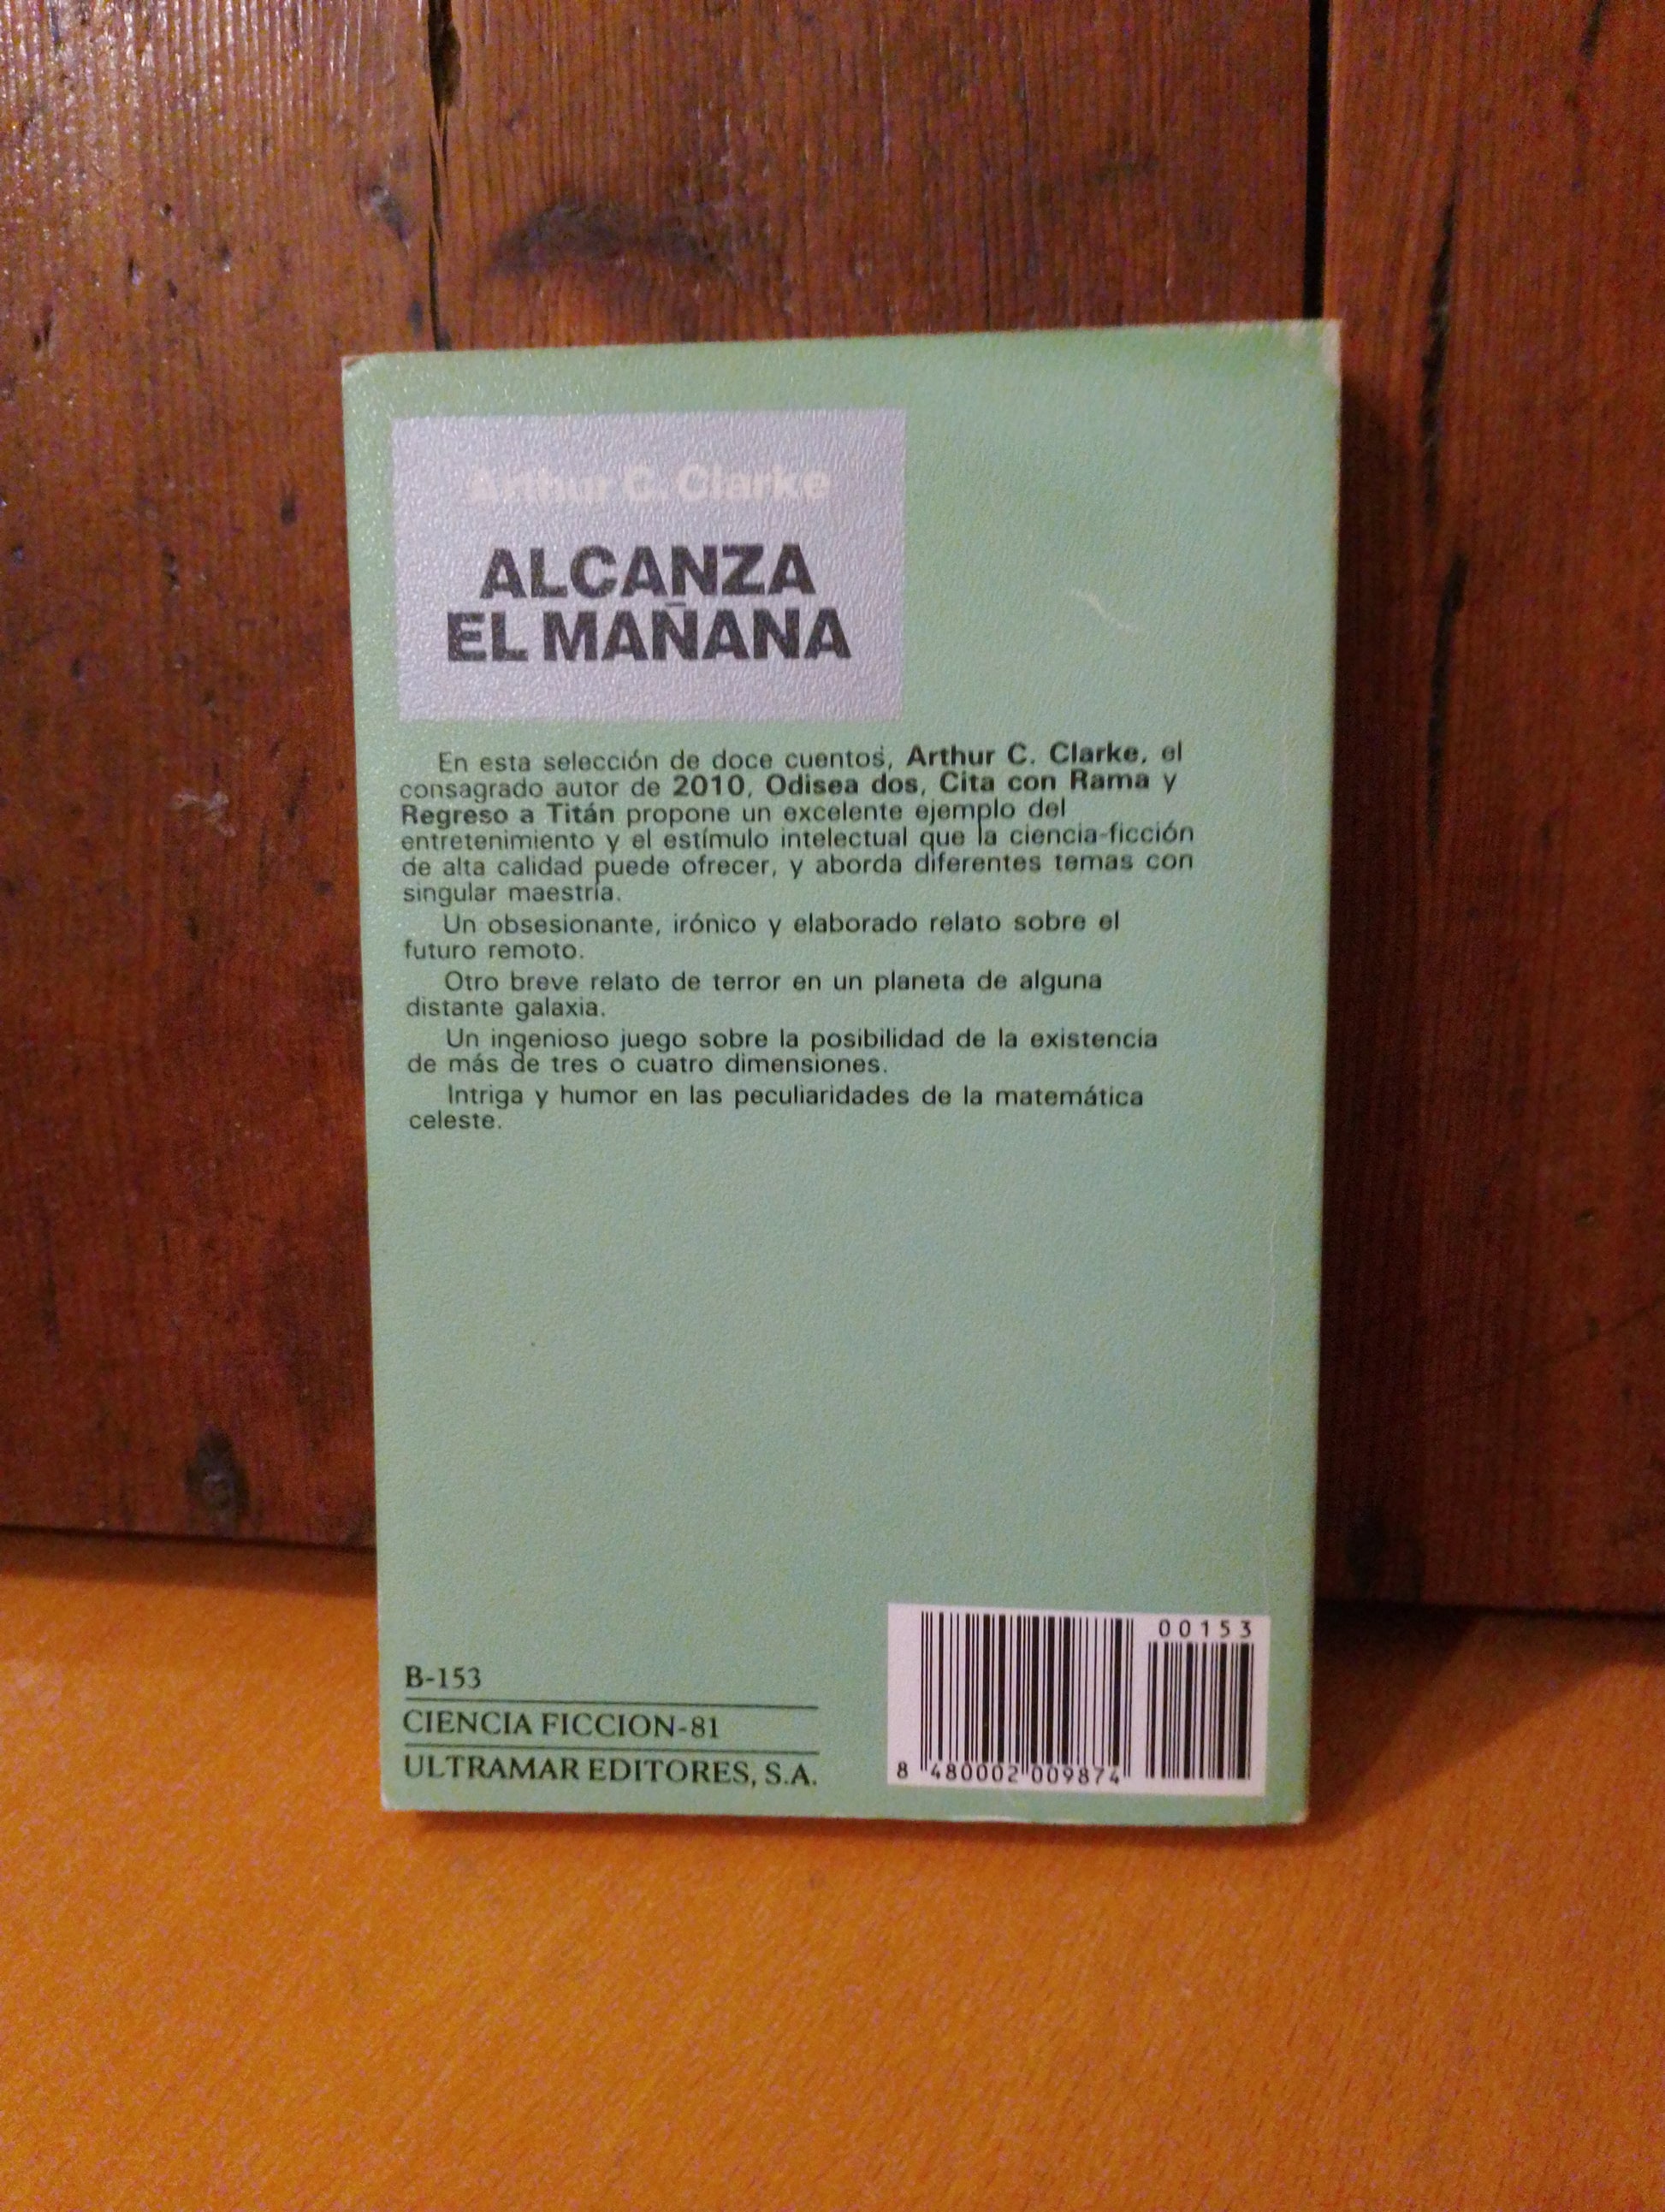 Arthur C. Clarke
ALCANZA
EL MAÑANA
En esta selección de doce cuentos, Arthur C. Clarke, el
consagrado autor de 2010, Odisea dos, Cita con Rama y
Regreso a Titán propone un excelente ejemplo del
entretenimiento y el estímulo intelectual que la ciencia-ficción
de alta calidad puede ofrecer, y aborda diferentes temas con
singular maestría.
Un obsesionante, irónico y elaborado relato sobre el
futuro remoto.
Otro breve relato de terror en un planeta de alguna
distante galaxia.
Un ingenioso juego sobre la posibilidad de la existencia
de más de tres o cuatro dimensiones.
Intriga y humor en las peculiaridades de la matemática
celeste.
B-153
CIENCIA FICCION-81
ULTRAMAR EDITORES, S.A.
00153
8 480002 009874